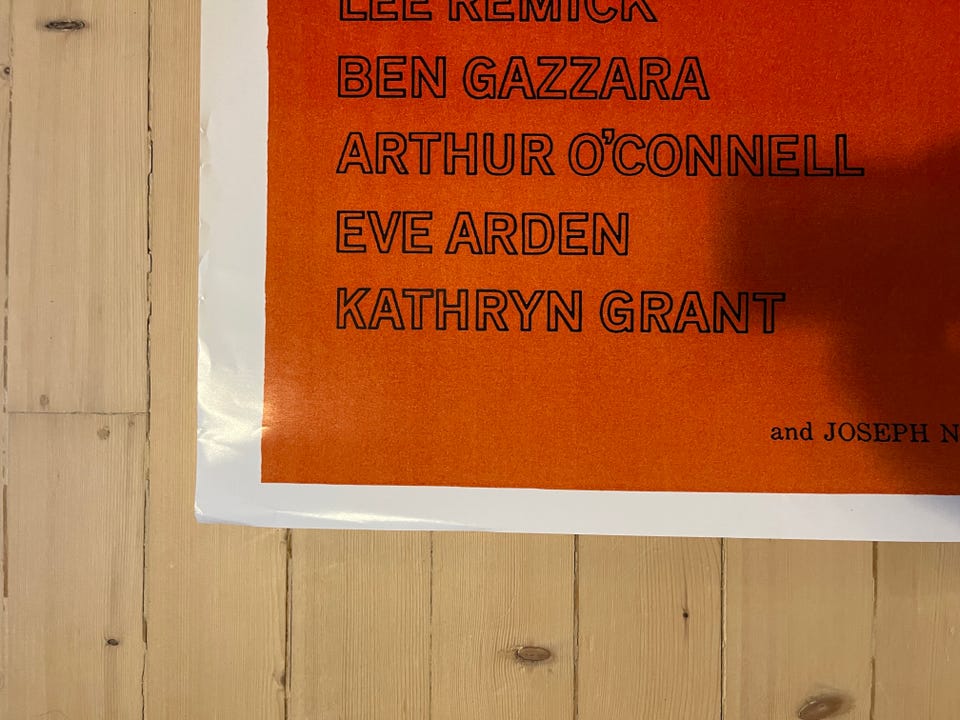 LEE REMICK
BEN GAZZARA
ARTHUR O'CONNELL
EVE ARDEN
KATHRYN GRANT
and JOSEPH N